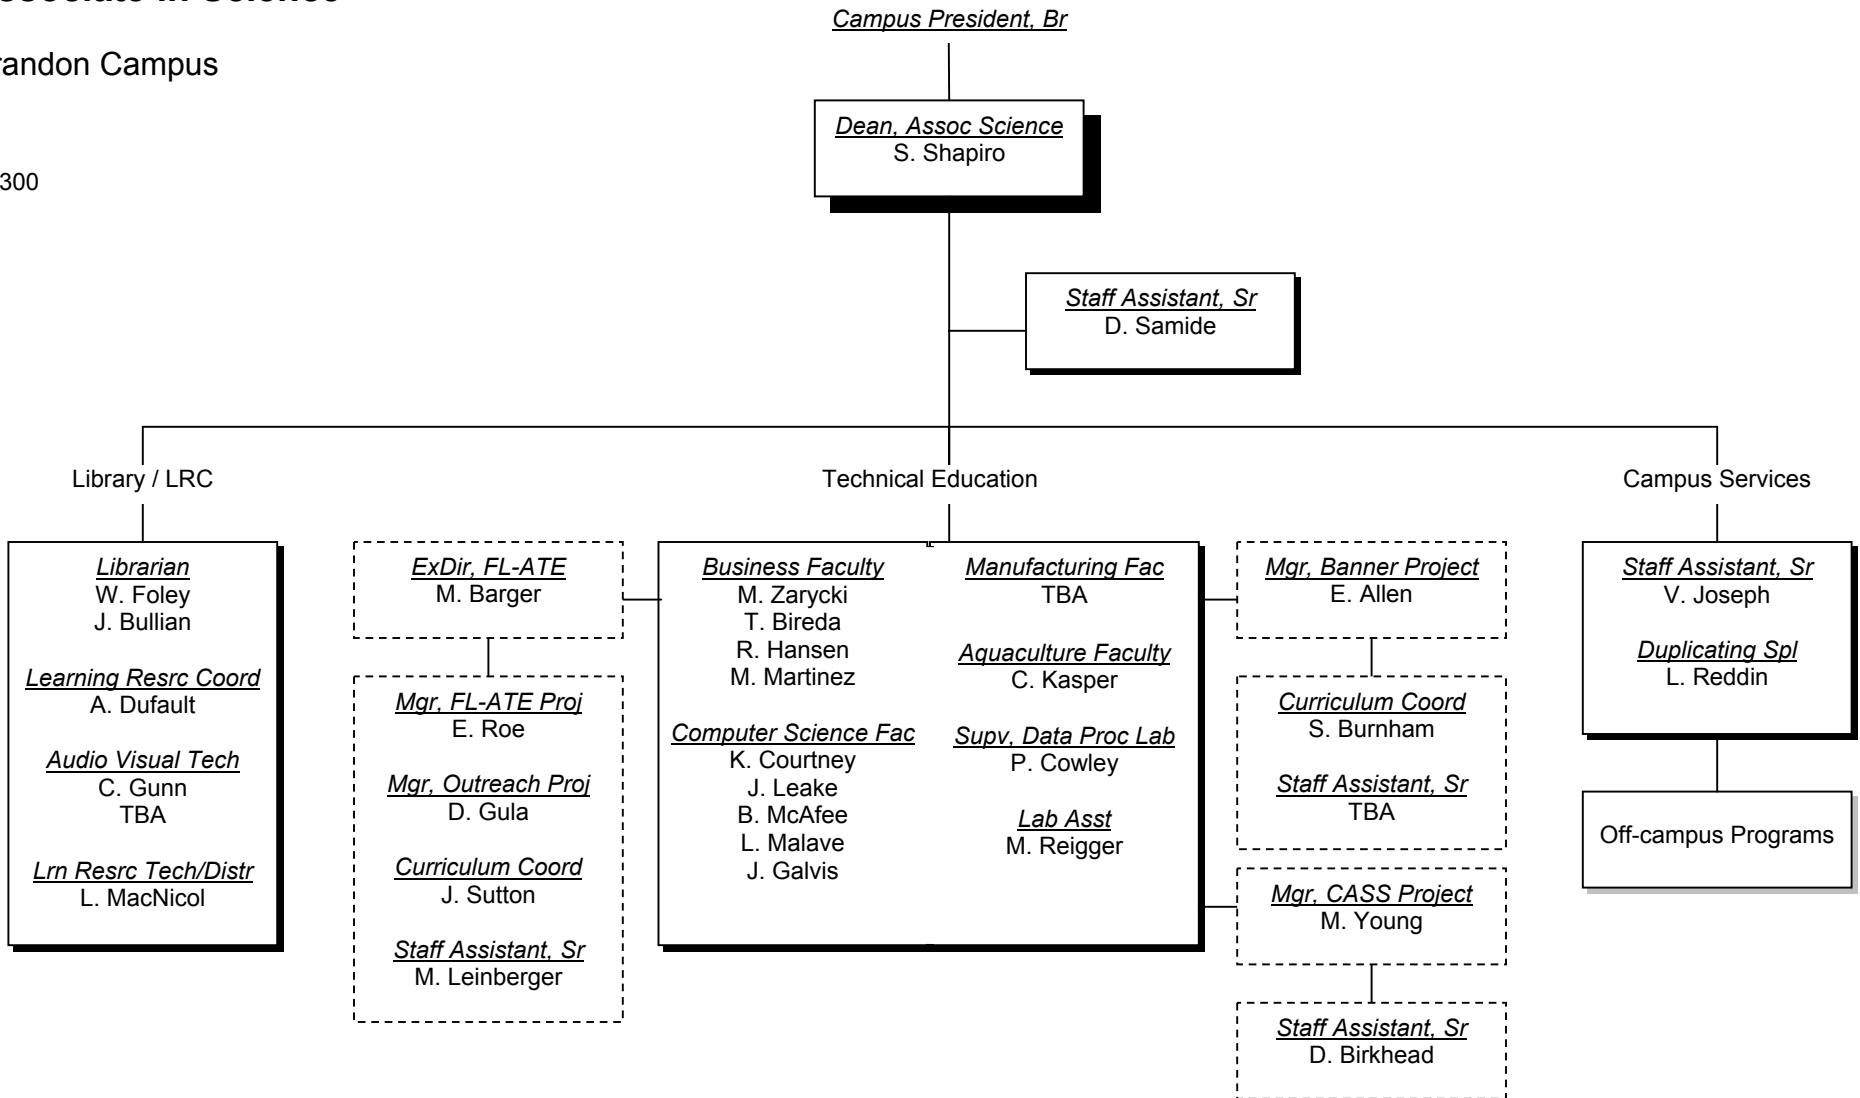 Campus President, Br
randon Campus
Dean, Assoc Science
S. Shapiro
300
Staff Assistant, Sr
D. Samide
Library / LRC
Technical Education
Campus Services
Librarian
W. Foley
J. Bullian
Learning Resrc Coord
A. Dufault
Audio Visual Tech
C. Gunn
TBA
Lrn Resrc Tech/Distr
L. MacNicol
ExDir, FL-ATE
M. Barger
Mgr, FL-ATE Proj
E. Roe
Mgr, Outreach Proj
D. Gula
Curriculum Coord
J. Sutton
Staff Assistant, Sr
M. Leinberger
Business Faculty
M. Zarycki
T. Bireda
R. Hansen
M. Martinez
Computer Science Fac
K. Courtney
J. Leake
B. McAfee
L. Malave
J. Galvis
Manufacturing Fac
TBA
Aquaculture Faculty
C. Kasper
Supv, Data Proc Lab
P. Cowley
Lab Asst
M. Reigger
Mgr, Banner Project
E. Allen
Curriculum Coord
S. Burnham
Staff Assistant, Sr
TBA
Mgr, CASS Project
M. Young
Staff Assistant, Sr
D. Birkhead
Staff Assistant, Sr
V. Joseph
Duplicating Spl
L. Reddin
Off-campus Programs